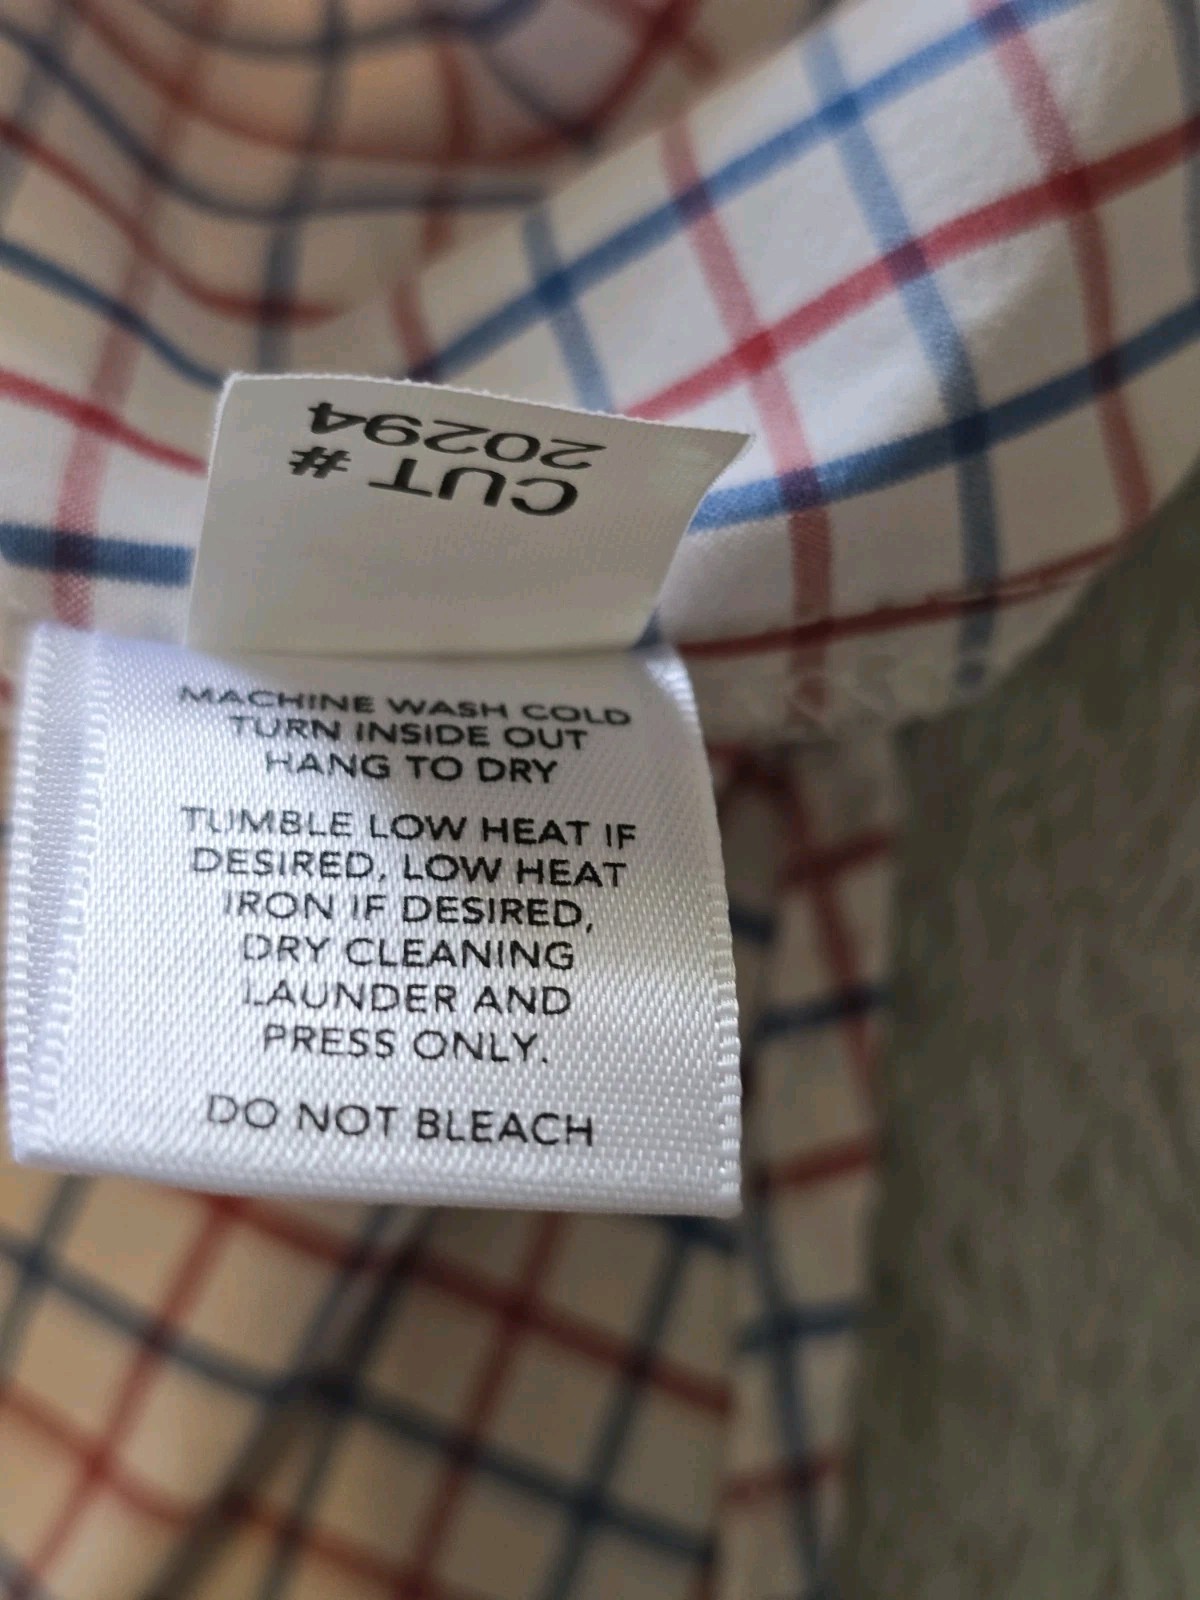 CUT #
20294
MACHINE WASH COLD
TURN INSIDE OUT
HANG TO DRY
TUMBLE LOW HEAT IF
DESIRED, LOW HEAT
IRON IF DESIRED,
DRY CLEANING
LAUNDER AND
PRESS ONLY.
DO NOT BLEACH